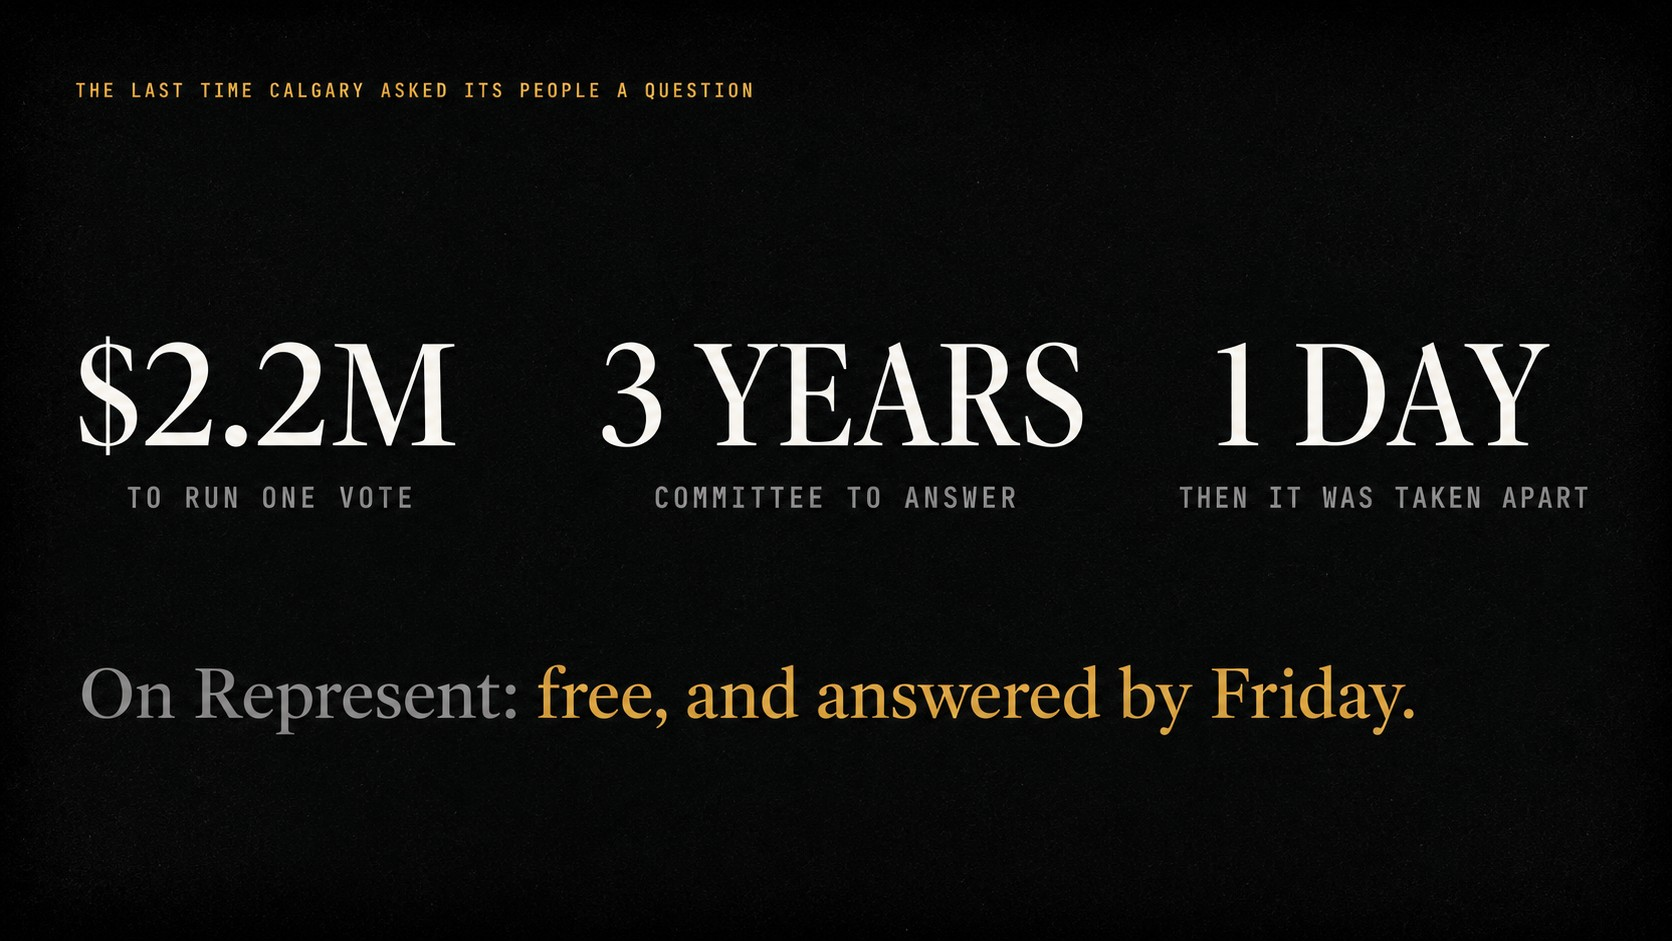 THE LAST TIME CALGARY ASKED ITS PEOPLE A QUESTION
$2.2M
TO RUN ONE VOTE
3 YEARS
COMMITTEE TO ANSWER
1 DAY
THEN IT WAS TAKEN APART
On Represent: free, and answered by Friday.